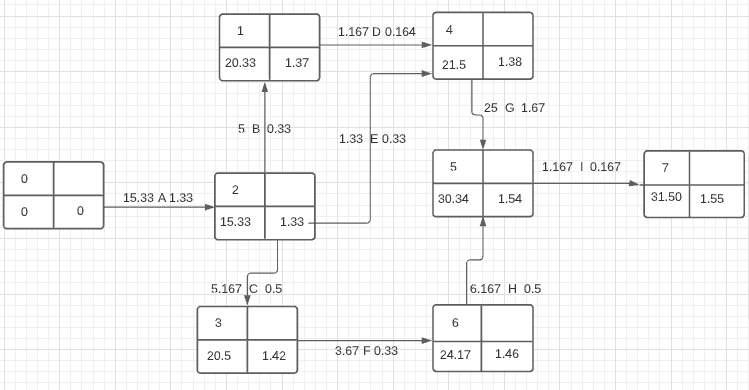 1
20.33 1.37
1.167 D 0.164
4
21.5 1.38
5 B 0.33
1.33 E 0.33
25 G 1.67
0
0 0
15.33 A 1.33
2
15.33 1.33
5
30.34 1.54
1.167 I 0.167
7
31.50 1.55
5.167 C 0.5
6.167 H 0.5
3
20.5 1.42
3.67 F 0.33
6
24.17 1.46